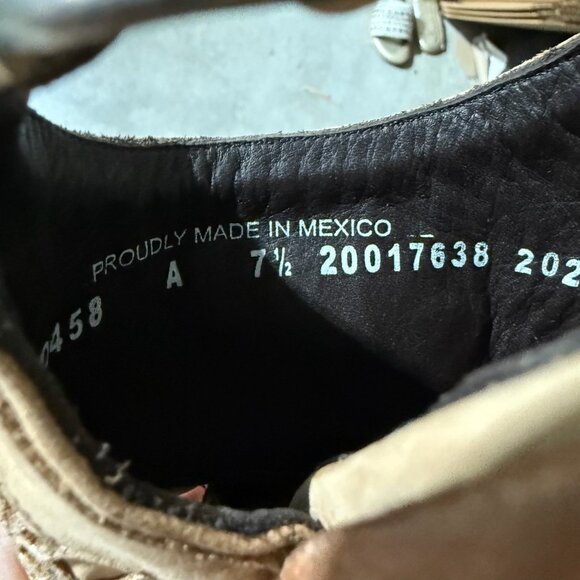 PROUDLY MADE IN MEXICO
0458 A 7½ 20017638 202